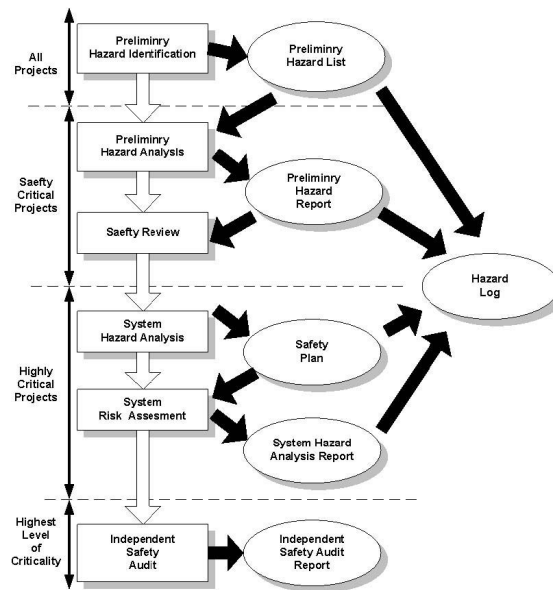 All
Projects
Preliminry
Hazard Identification
Preliminry
Hazard List
Saefty
Critical
Projects
Preliminry
Hazard Analysis
Preliminry
Hazard
Report
Saefty Review
Hazard
Log
Highly
Critical
Projects
System
Hazard Analysis
Safety
Plan
System
Risk Assesment
System Hazard
Analysis Report
Highest
Level
of
Criticality
Independent
Safety
Audit
Independent
Safety Audit
Report